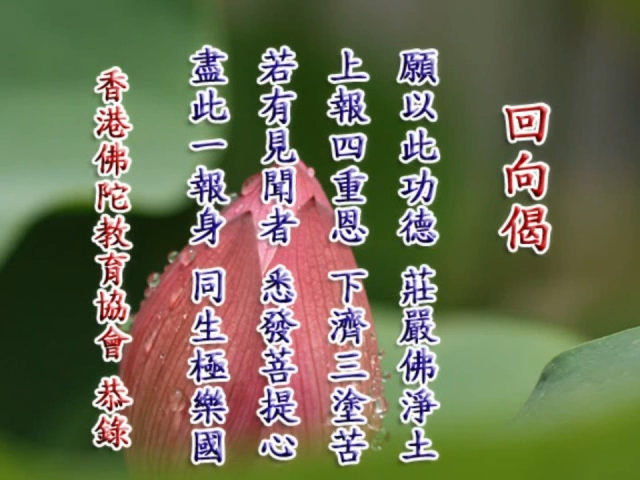 回向偈
願以此功德 莊嚴佛淨土
上報四重恩 下濟三塗苦
若有見聞者 悉發菩提心
盡此一報身 同生極樂國
香港佛陀教育協會 恭錄